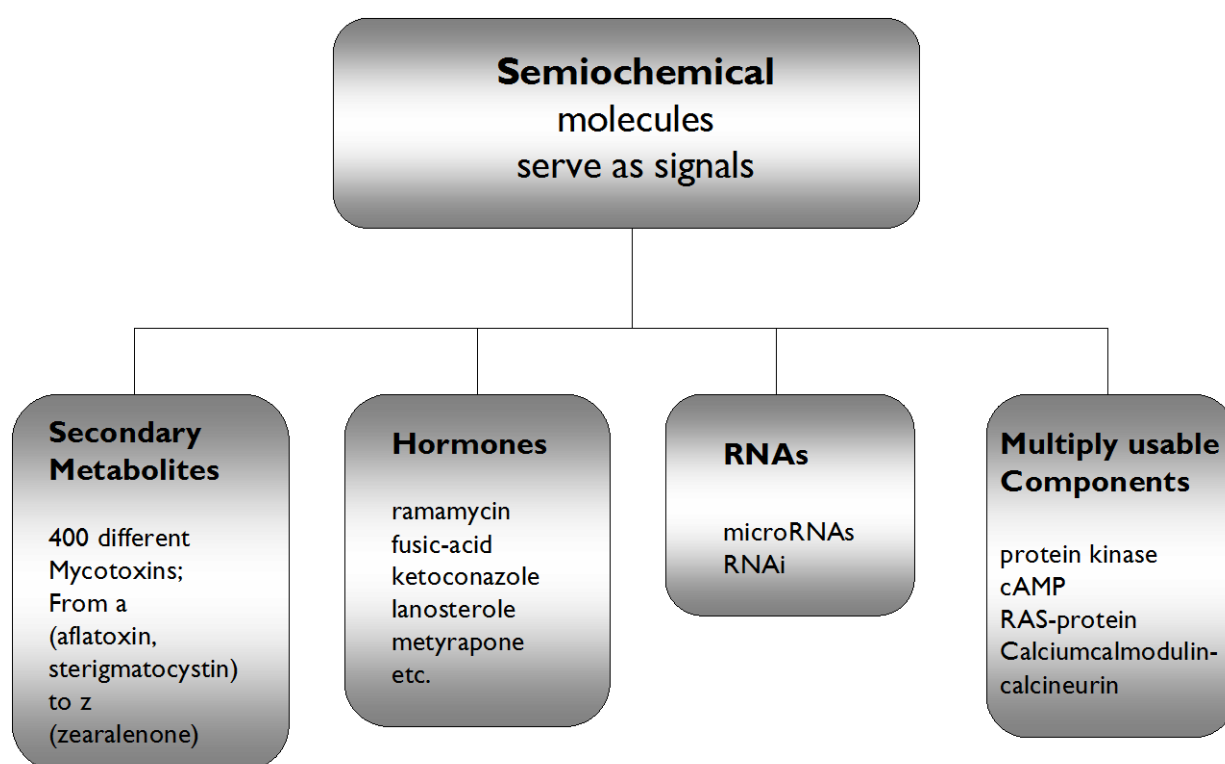 Semiochemical
molecules
serve as signals
Secondary
Metabolites
400 different
Mycotoxins;
From a
(aflatoxin,
sterigmatocystin)
to z
(zearalenone)
Hormones
ramamycin
fusic-acid
ketoconazole
lanosterole
metyrapone
etc.
RNAs
microRNAs
RNAi
Multiply usable
Components
protein kinase
cAMP
RAS-protein
Calciumcalmodulin-
calcineurin